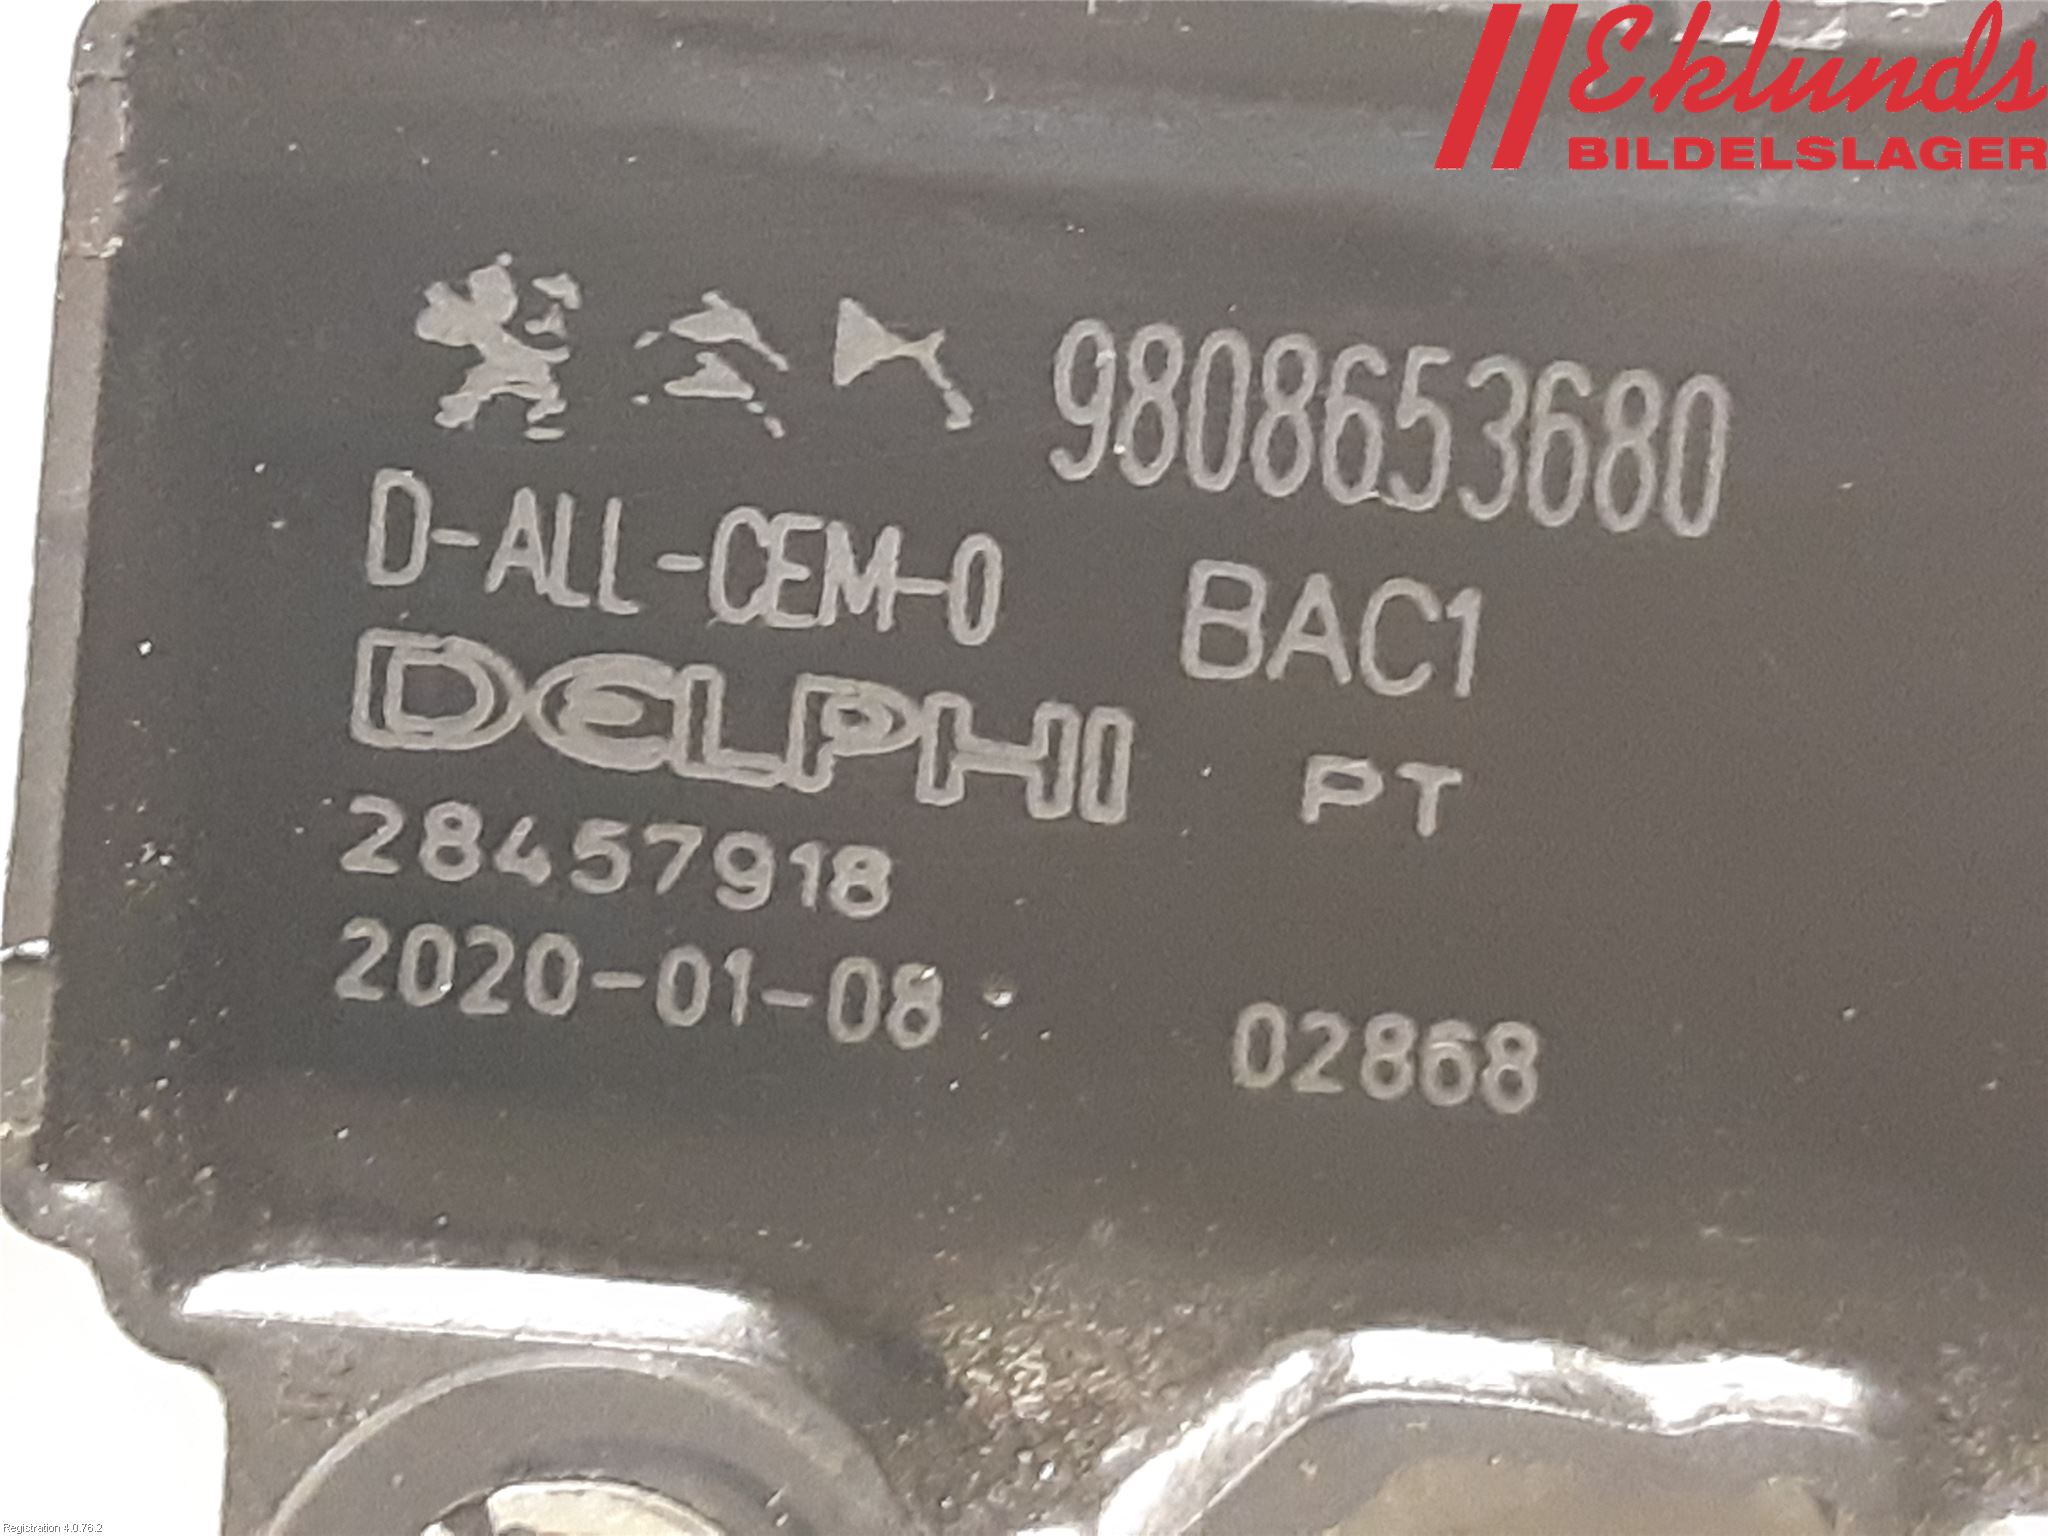 Eklunds
BILDELSLAGER
9808653680
D-ALL-CEM-0 BAC1
DELPHI PT
28457918
2020-01-08 02868
Registration 4.0.76.2